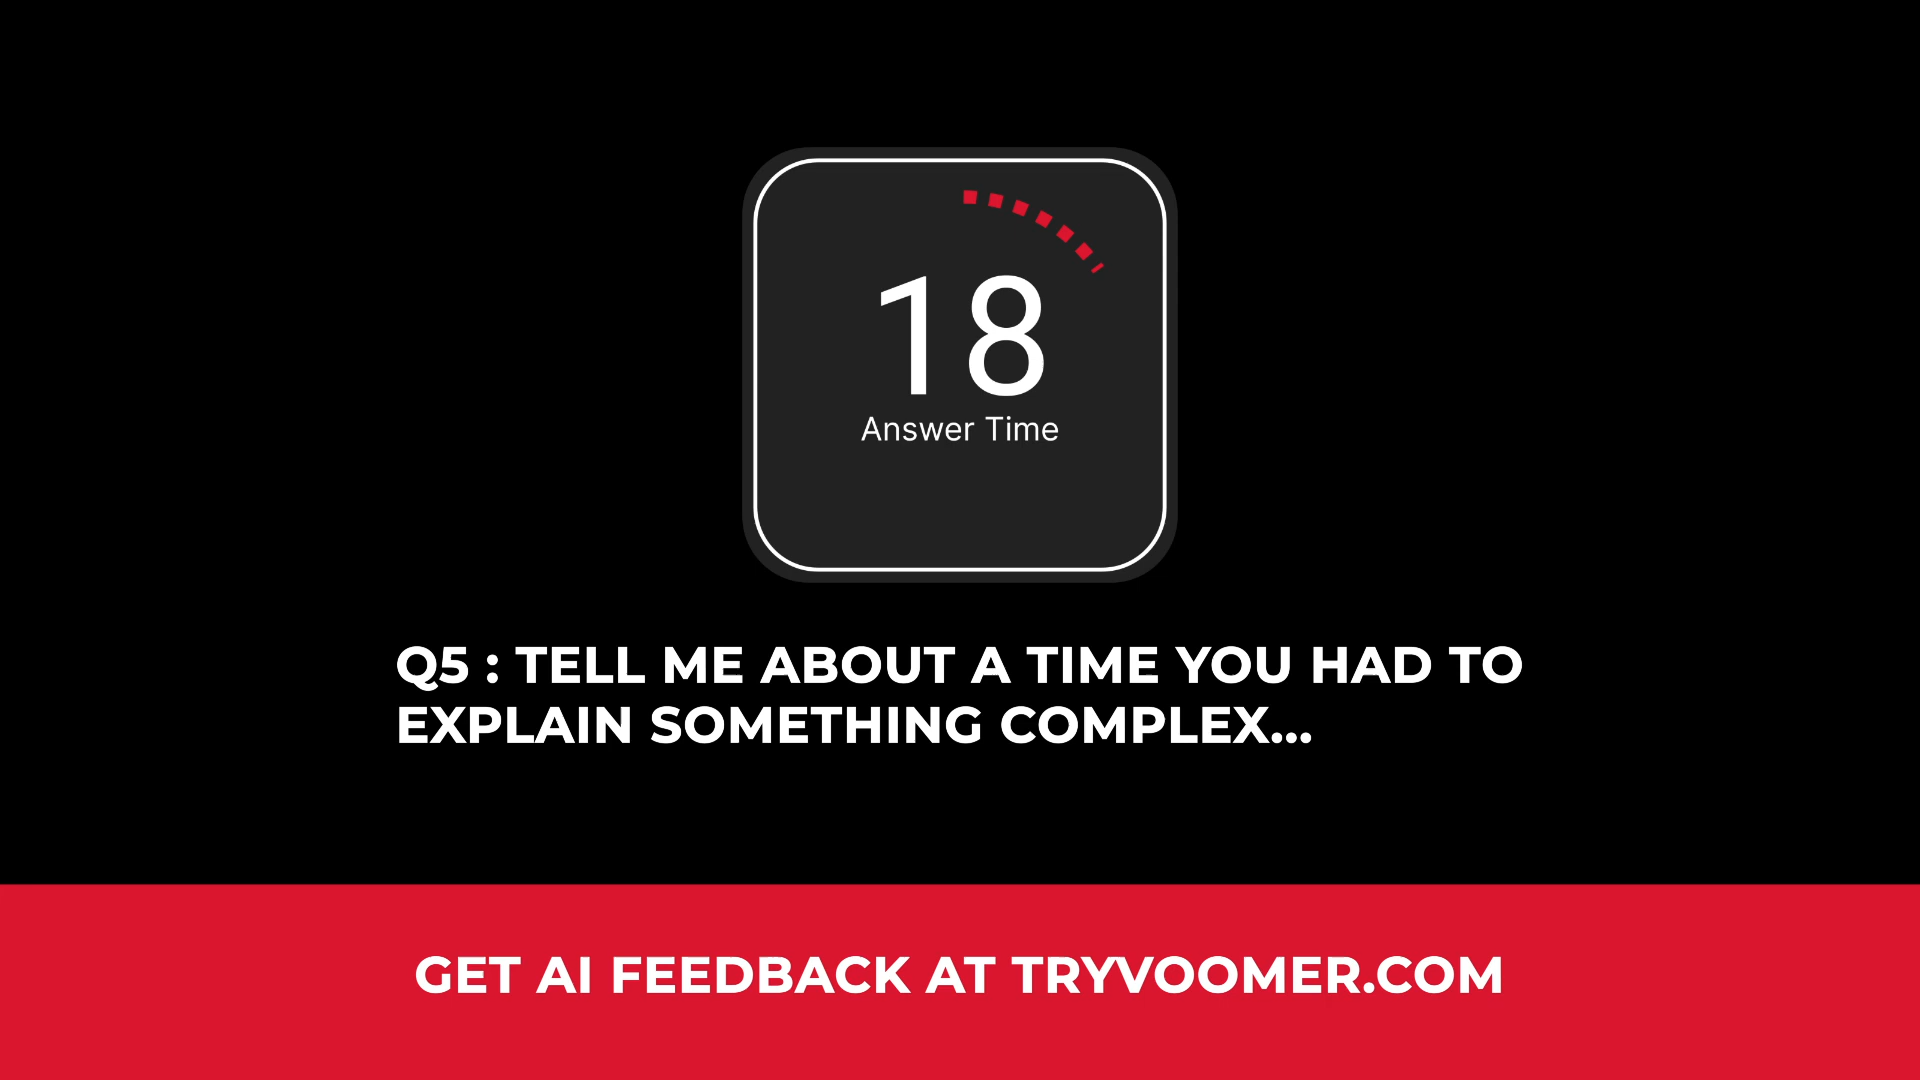 18
Answer Time
Q5 : TELL ME ABOUT A TIME YOU HAD TO
EXPLAIN SOMETHING COMPLEX...
GET AI FEEDBACK AT TRYVOOMER.COM